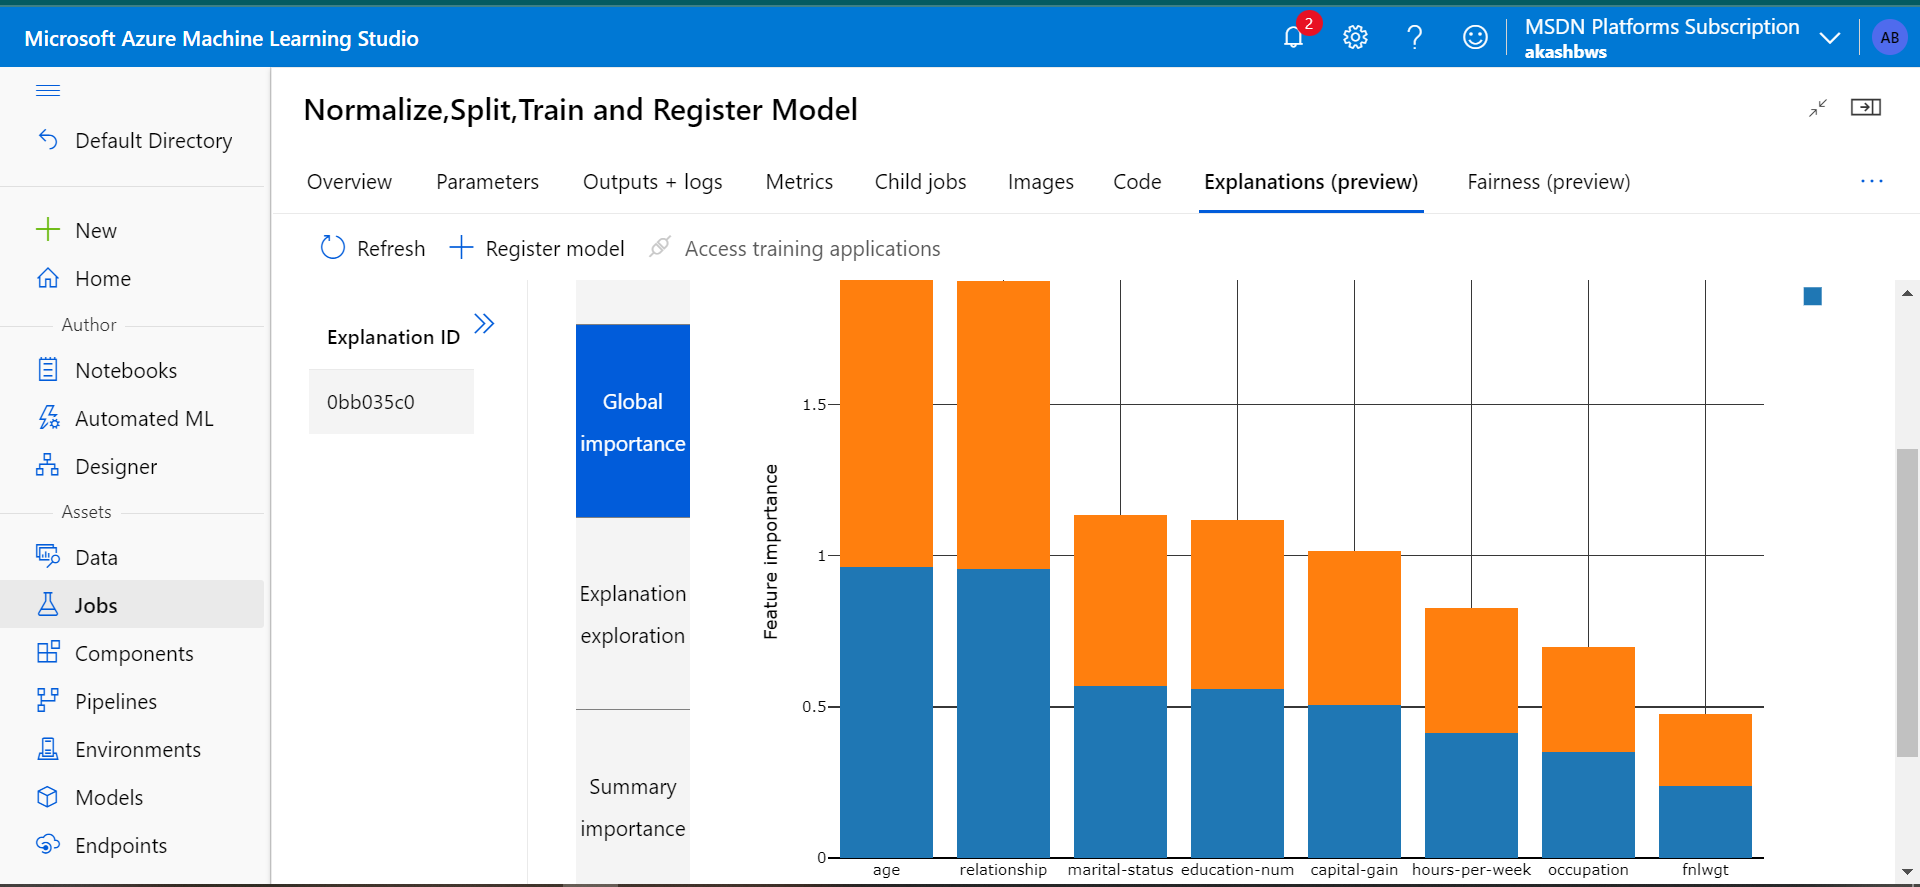 Microsoft Azure Machine Learning Studio
2
MSDN Platforms Subscription
akashbws
AB
Default Directory
New
Home
Author
Notebooks
Automated ML
Designer
Assets
Data
Jobs
Components
Pipelines
Environments
Models
Endpoints
Normalize,Split,Train and Register Model
Overview Parameters Outputs + logs Metrics Child jobs Images Code Explanations (preview) Fairness (preview)
Refresh Register model Access training applications
Explanation ID
0bb035c0
Global
importance
Explanation
exploration
Summary
importance
Feature importance
1.5
1
0.5
0
age relationship marital-status education-num capital-gain hours-per-week occupation fnlwgt